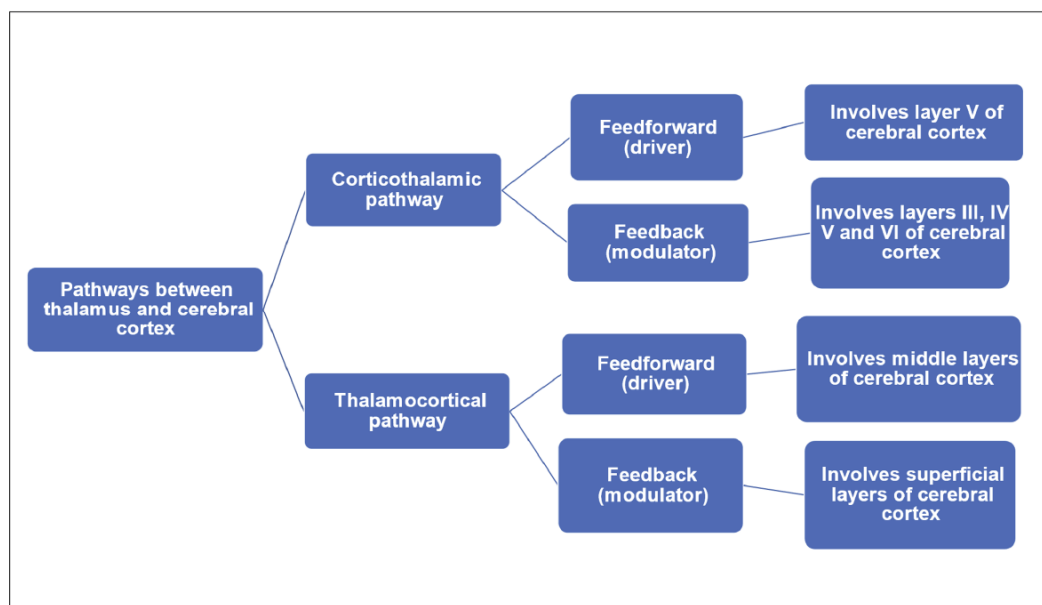 Pathways between
thalamus and cerebral
cortex
Corticothalamic
pathway
Feedforward
(driver)
Involves layer V of
cerebral cortex
Feedback
(modulator)
Involves layers III, IV
V and VI of cerebral
cortex
Thalamocortical
pathway
Feedforward
(driver)
Involves middle layers
of cerebral cortex
Feedback
(modulator)
Involves superficial
layers of cerebral
cortex